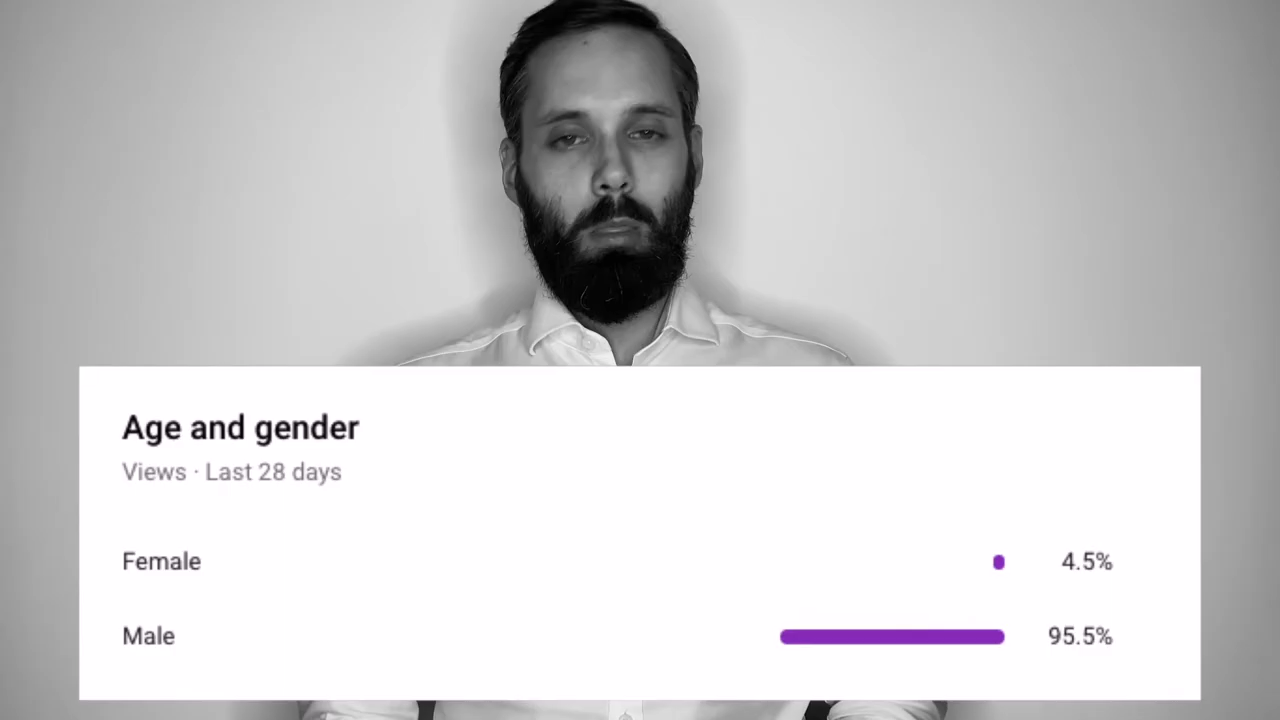 Age and gender
Views · Last 28 days
Female 4.5%
Male 95.5%